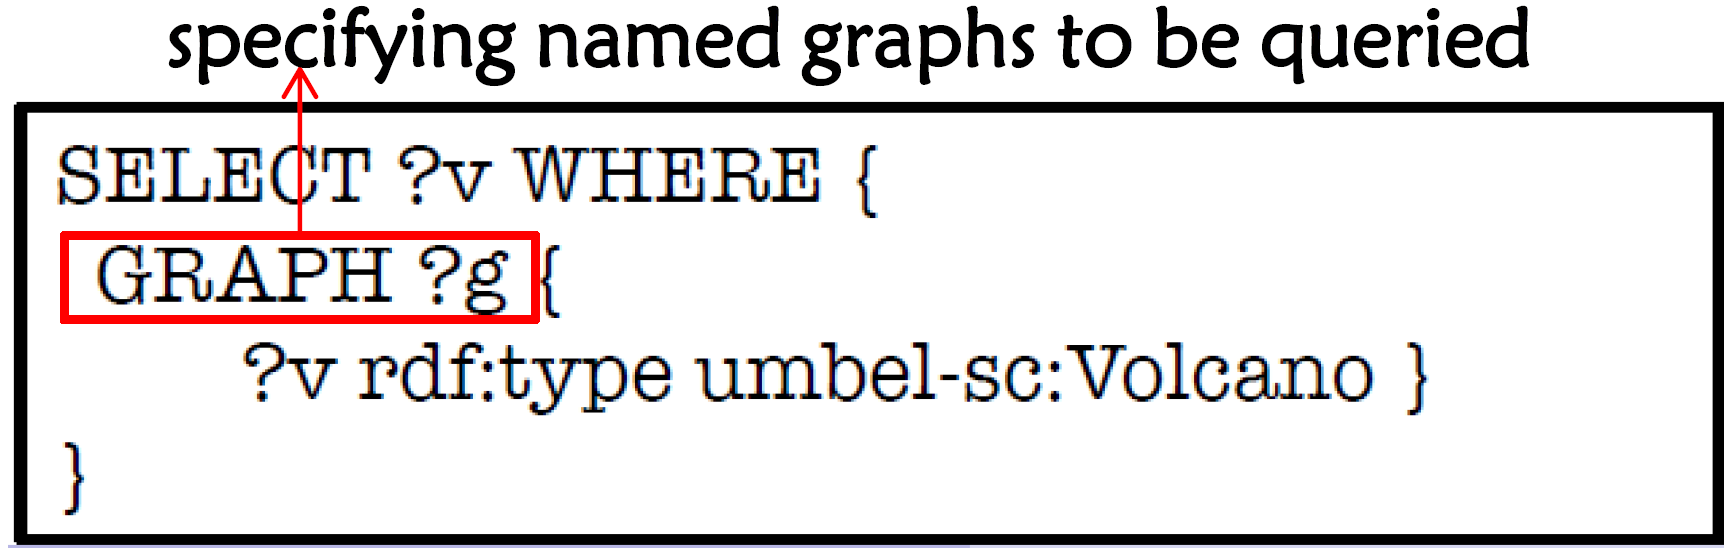 specifying named graphs to be queried
SELECT ?v WHERE {
GRAPH ?g {
?v rdf:type umbel-sc:Volcano }
}